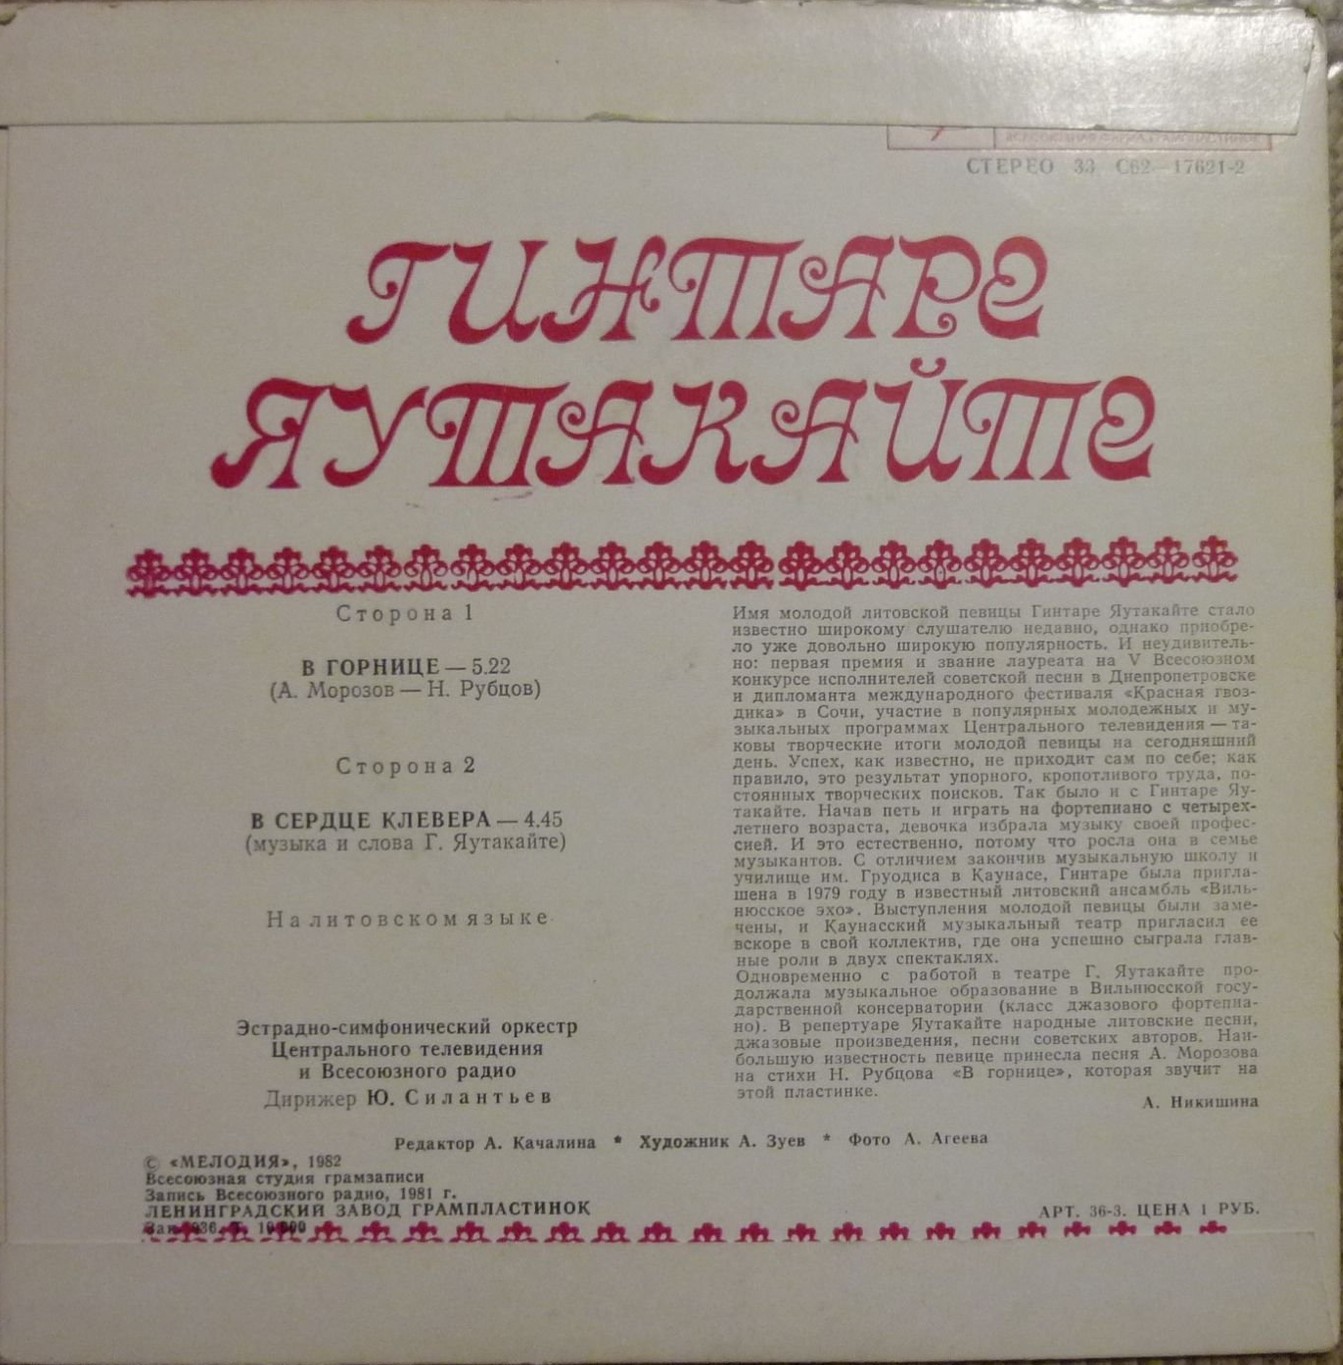 СТЕРЕО 33 С62—17621-2
ГИНТАРЕ
ЯУТАКАЙТЕ
Сторона 1
В ГОРНИЦЕ — 5.22
(А. Морозов — Н. Рубцов)
Сторона 2
В СЕРДЦЕ КЛЕВЕРА — 4.45
(музыка и слова Г. Яутакайте)
На литовском языке
Эстрадно-симфонический оркестр
Центрального телевидения
и Всесоюзного радио
Дирижер Ю. Силантьев
Имя молодой литовской певицы Гинтаре Яутакайте стало
известно широкому слушателю недавно, однако приобре-
ло уже довольно широкую популярность. И неудивитель-
но: первая премия и звание лауреата на V Всесоюзном
конкурсе исполнителей советской песни в Днепропетровске
и дипломанта международного фестиваля «Красная гвоз-
дика» в Сочи, участие в популярных молодежных и му-
зыкальных программах Центрального телевидения — та-
ковы творческие итоги молодой певицы на сегодняшний
день. Успех, как известно, не приходит сам по себе; как
правило, это результат упорного, кропотливого труда, по-
стоянных творческих поисков. Так было и с Гинтаре Яу-
такайте. Начав петь и играть на фортепиано с четырех-
летнего возраста, девочка избрала музыку своей профес-
сией. И это естественно, потому что росла она в семье
музыкантов. С отличием закончив музыкальную школу и
училище им. Груодиса в Каунасе, Гинтаре была пригла-
шена в 1979 году в известный литовский ансамбль «Виль-
нюсское эхо». Выступления молодой певицы были заме-
чены, и Каунасский музыкальный театр пригласил ее
вскоре в свой коллектив, где она успешно сыграла глав-
ные роли в двух спектаклях.
Одновременно с работой в театре Г. Яутакайте про-
должала музыкальное образование в Вильнюсской госу-
дарственной консерватории (класс джазового фортепиа-
но). В репертуаре Яутакайте народные литовские песни,
джазовые произведения, песни советских авторов. Наи-
большую известность певице принесла песня А. Морозова
на стихи Н. Рубцова «В горнице», которая звучит на
этой пластинке.
А. Никишина
Редактор А. Качалина * Художник А. Зуев * Фото А. Агеева
© «МЕЛОДИЯ», 1982
Всесоюзная студия грамзаписи
Запись Всесоюзного радио, 1981 г.
ЛЕНИНГРАДСКИЙ ЗАВОД ГРАМПЛАСТИНОК
АРТ. 36-3. ЦЕНА 1 РУБ.